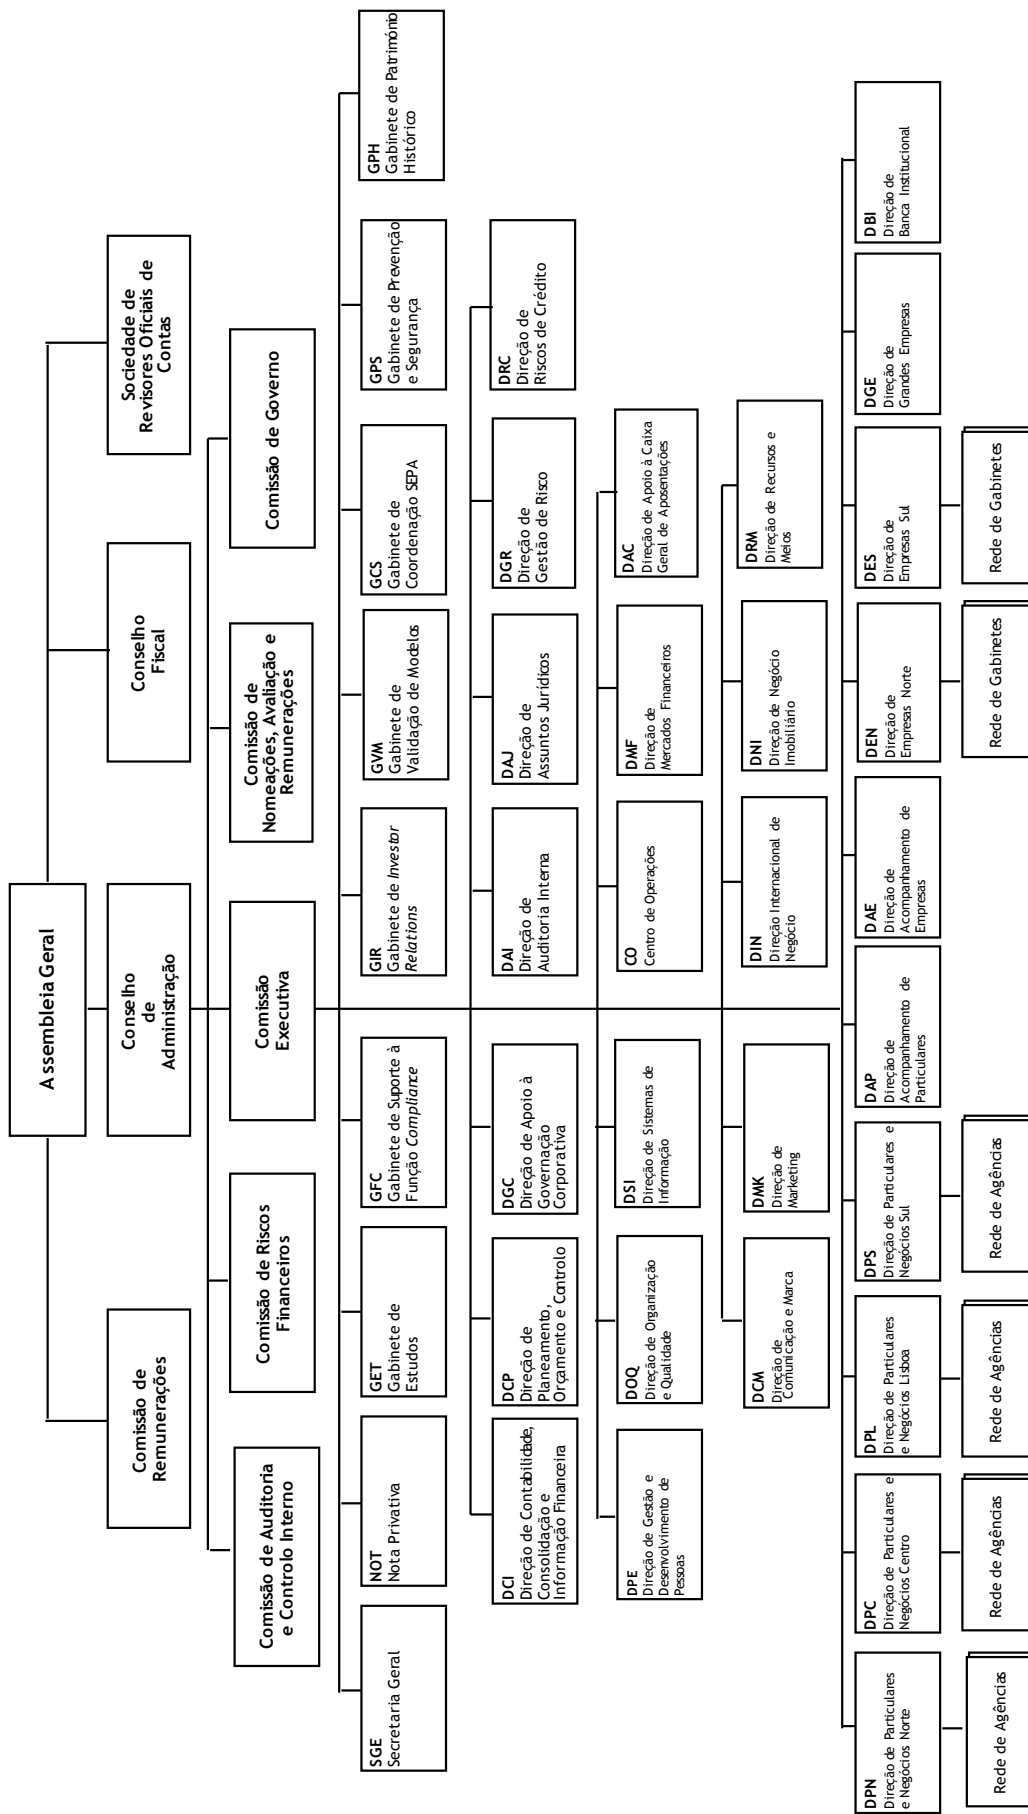 Assembleia Geral
Comissão de
Remunerações
Conselho
de
Administração
Conselho
Fiscal
Sociedade de
Revisores Oficiais de
Contas
Comissão de Auditoria
e Controlo Interno
Comissão de Riscos
Financeiros
Comissão
Executiva
Comissão de
Nomeações, Avaliação e
Remunerações
Comissão de Governo
SGE
Secretaria Geral
NOT
Nota Privativa
GET
Gabinete de
Estudos
GFC
Gabinete de Suporte à
Função Compliance
GIR
Gabinete de Investor
Relations
GVM
Gabinete de
Validação de Modelos
GCS
Gabinete de
Coordenação SEPA
GPS
Gabinete de Prevenção
e Segurança
GPH
Gabinete de Património
Histórico
DCI
Direção de Contabilidade,
Consolidação e
Informação Financeira
DCP
Direção de
Planeamento,
Orçamento e Controlo
DGC
Direção de Apoio à
Governação
Corporativa
DAI
Direção de
Auditoria Interna
DAJ
Direção de
Assuntos Jurídicos
DGR
Direção de
Gestão de Risco
DRC
Direção de
Riscos de Crédito
DPE
Direção de Gestão e
Desenvolvimento de
Pessoas
DOQ
Direção de Organização
e Qualidade
DSI
Direção de Sistemas de
Informação
CO
Centro de Operações
DMF
Direção de
Mercados Financeiros
DAC
Direção de Apoio à Caixa
Geral de Aposentações
DCM
Direção de
Comunicação e Marca
DMK
Direção de
Marketing
DIN
Direção Internacional de
Negócio
DNI
Direção de Negócio
Imobiliário
DRM
Direção de Recursos e
Meios
DPN
Direção de Particulares
e Negócios Norte
DPC
Direção de Particulares e
Negócios Centro
DPL
Direção de Particulares
e Negócios Lisboa
DPS
Direção de Particulares e
Negócios Sul
DAP
Direção de
Acompanhamento de
Particulares
DAE
Direção de
Acompanhamento de
Empresas
DEN
Direção de
Empresas Norte
DES
Direção de
Empresas Sul
DGE
Direção de
Grandes Empresas
DBI
Direção de
Banca Institucional
Rede de Agências
Rede de Agências
Rede de Agências
Rede de Agências
Rede de Gabinetes
Rede de Gabinetes